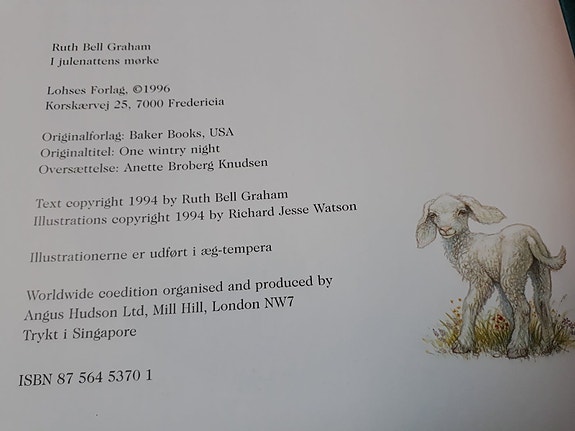 Ruth Bell Graham
I julenattens mørke
Lohses Forlag, ©1996
Korskærvej 25, 7000 Fredericia
Originalforlag: Baker Books, USA
Originaltitel: One wintry night
Oversættelse: Anette Broberg Knudsen
Text copyright 1994 by Ruth Bell Graham
Illustrations copyright 1994 by Richard Jesse Watson
Illustrationerne er udført i æg-tempera
Worldwide coedition organised and produced by
Angus Hudson Ltd, Mill Hill, London NW7
Trykt i Singapore
ISBN 87 564 5370 1